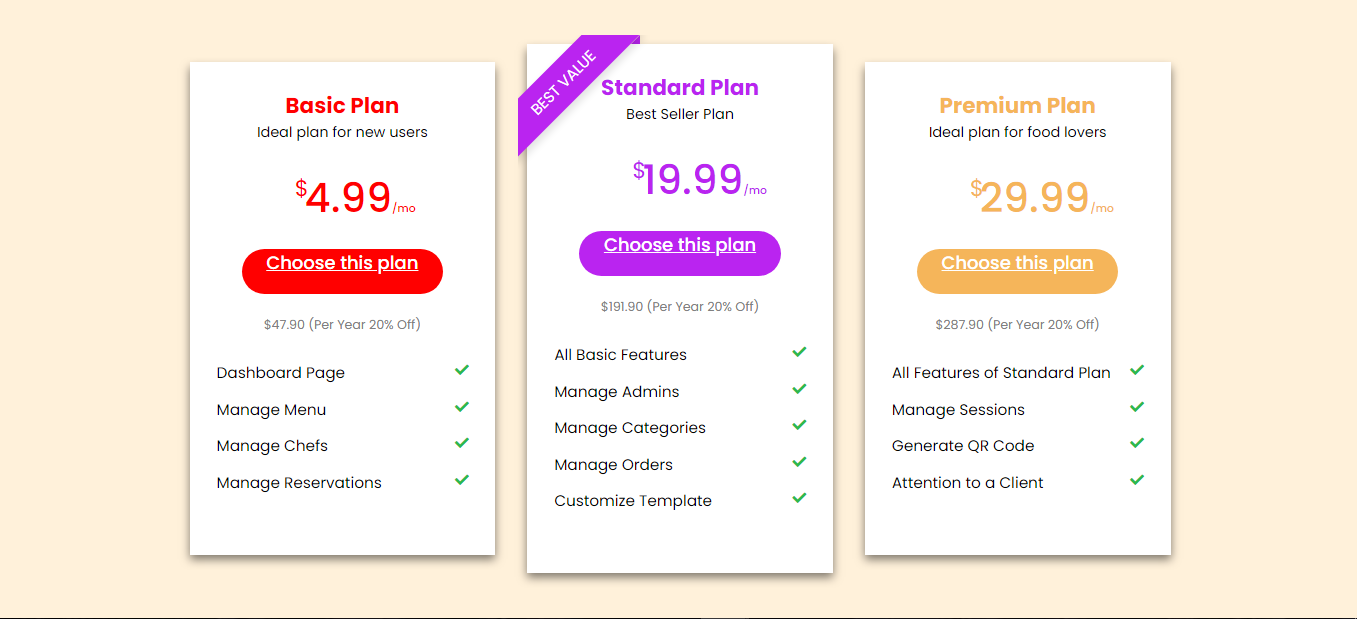 Basic Plan
Ideal plan for new users
$4.99/mo
Choose this plan
$47.90 (Per Year 20% Off)
Dashboard Page
Manage Menu
Manage Chefs
Manage Reservations
BEST VALUE
Standard Plan
Best Seller Plan
$19.99/mo
Choose this plan
$191.90 (Per Year 20% Off)
All Basic Features
Manage Admins
Manage Categories
Manage Orders
Customize Template
Premium Plan
Ideal plan for food lovers
$29.99/mo
Choose this plan
$287.90 (Per Year 20% Off)
All Features of Standard Plan
Manage Sessions
Generate QR Code
Attention to a Client